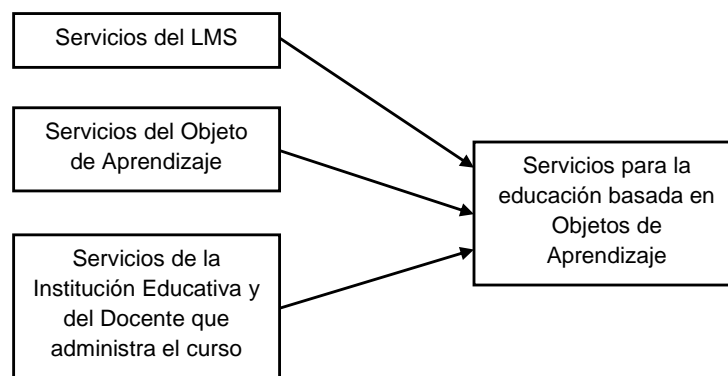 Servicios del LMS
Servicios del Objeto
de Aprendizaje
Servicios de la
Institución Educativa y
del Docente que
administra el curso
Servicios para la
educación basada en
Objetos de
Aprendizaje